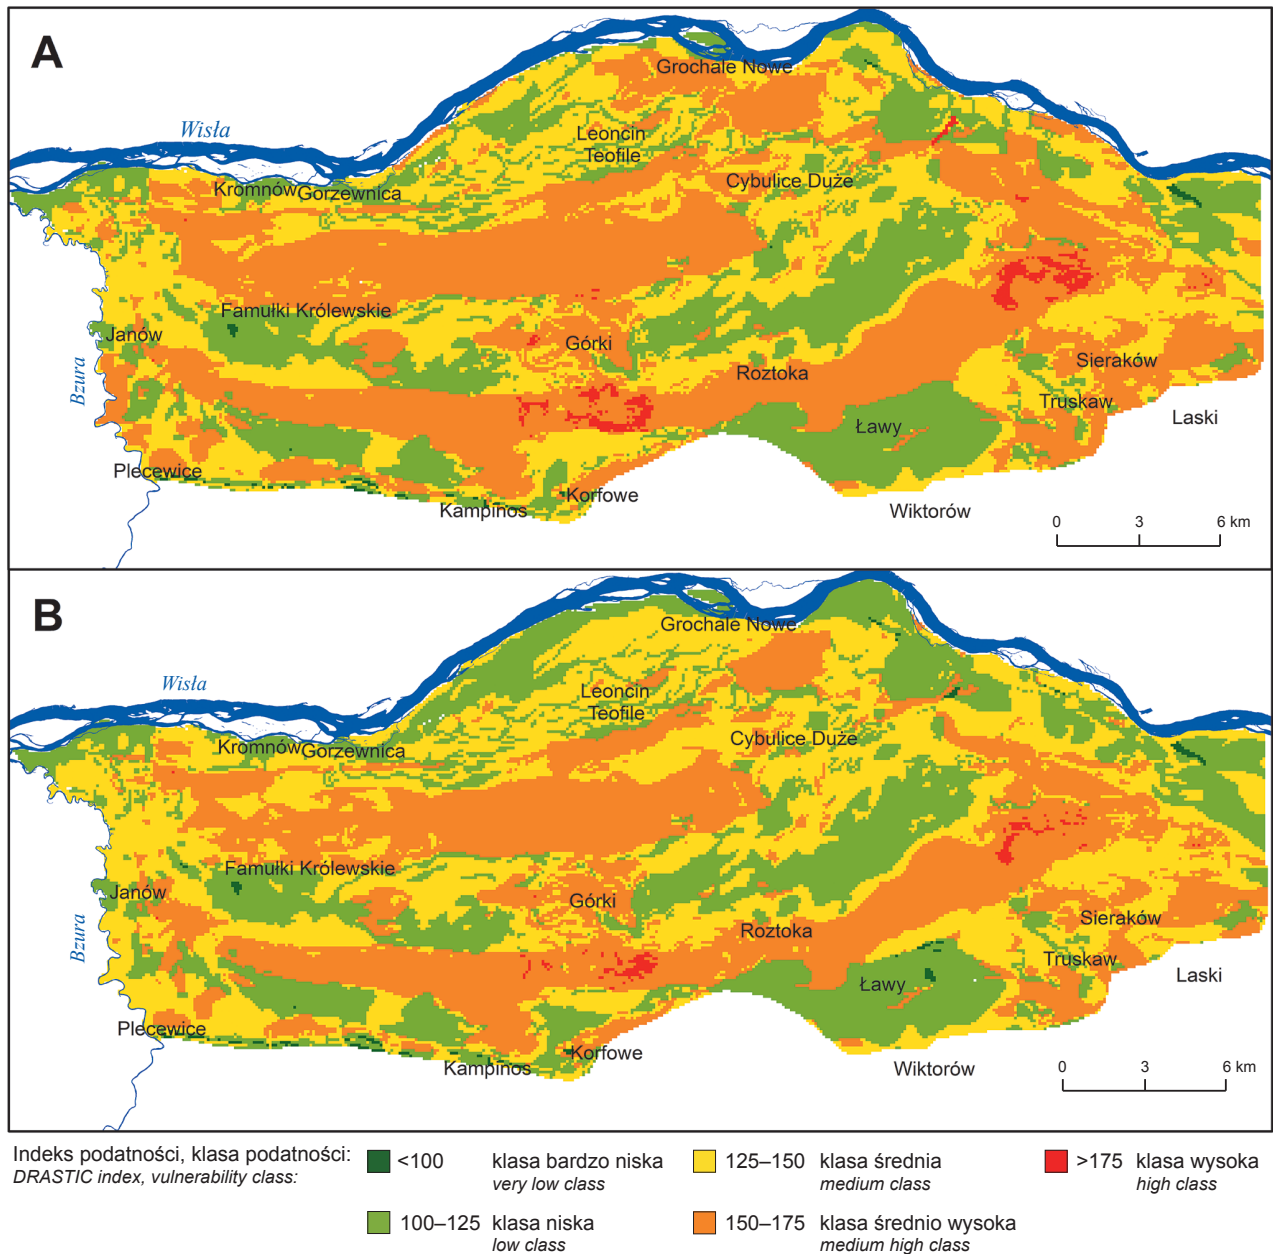 A
Grochale Nowe
Wisła
Leoncin
Teofile
Kromnów
Gorzewnica
Cybulice Duże
Famułki Królewskie
Janów
Górki
Bzura
Roztoka
Sieraków
Truskaw
Laski
Ławy
Plecewice
Korfowe
Kampinos
Wiktorów
0 3 6 km
B
Grochale Nowe
Wisła
Leoncin
Teofile
Kromnów
Gorzewnica
Cybulice Duże
Famułki Królewskie
Janów
Górki
Bzura
Roztoka
Sieraków
Truskaw
Laski
Ławy
Plecewice
Korfowe
Kampinos
Wiktorów
0 3 6 km
Indeks podatności, klasa podatności:
DRASTIC index, vulnerability class:
<100 klasa bardzo niska
very low class
100–125 klasa niska
low class
125–150 klasa średnia
medium class
150–175 klasa średnio wysoka
medium high class
>175 klasa wysoka
high class